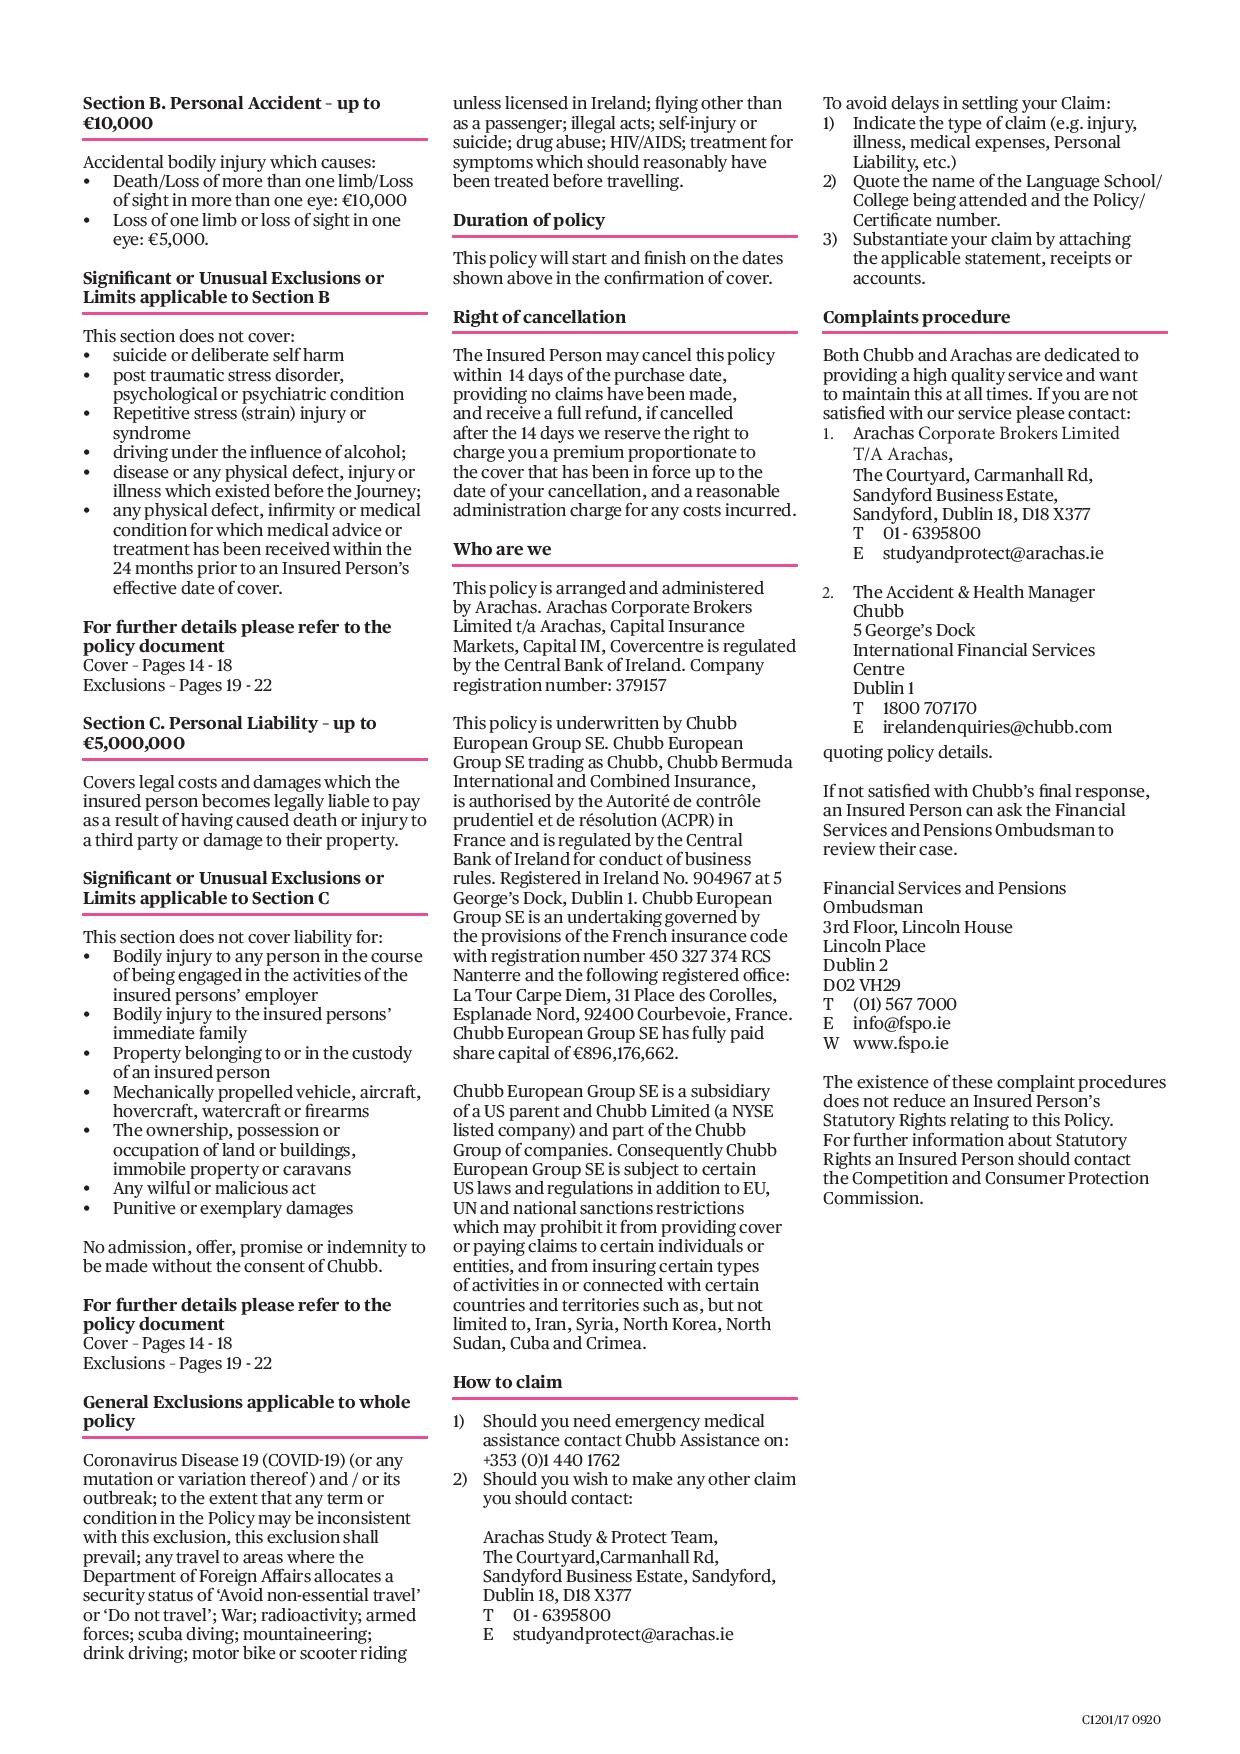 Section B. Personal Accident – up to
€10,000
Accidental bodily injury which causes:
• Death/Loss of more than one limb/Loss
of sight in more than one eye: €10,000
• Loss of one limb or loss of sight in one
eye: €5,000.
Significant or Unusual Exclusions or
Limits applicable to Section B
This section does not cover:
• suicide or deliberate self harm
• post traumatic stress disorder,
psychological or psychiatric condition
• Repetitive stress (strain) injury or
syndrome
• driving under the influence of alcohol;
• disease or any physical defect, injury or
illness which existed before the Journey;
• any physical defect, infirmity or medical
condition for which medical advice or
treatment has been received within the
24 months prior to an Insured Person’s
effective date of cover.
For further details please refer to the
policy document
Cover – Pages 14 - 18
Exclusions – Pages 19 - 22
Section C. Personal Liability – up to
€5,000,000
Covers legal costs and damages which the
insured person becomes legally liable to pay
as a result of having caused death or injury to
a third party or damage to their property.
Significant or Unusual Exclusions or
Limits applicable to Section C
This section does not cover liability for:
• Bodily injury to any person in the course
of being engaged in the activities of the
insured persons’ employer
• Bodily injury to the insured persons’
immediate family
• Property belonging to or in the custody
of an insured person
• Mechanically propelled vehicle, aircraft,
hovercraft, watercraft or firearms
• The ownership, possession or
occupation of land or buildings,
immobile property or caravans
• Any wilful or malicious act
• Punitive or exemplary damages
No admission, offer, promise or indemnity to
be made without the consent of Chubb.
For further details please refer to the
policy document
Cover – Pages 14 - 18
Exclusions – Pages 19 - 22
General Exclusions applicable to whole
policy
Coronavirus Disease 19 (COVID-19) (or any
mutation or variation thereof ) and / or its
outbreak; to the extent that any term or
condition in the Policy may be inconsistent
with this exclusion, this exclusion shall
prevail; any travel to areas where the
Department of Foreign Affairs allocates a
security status of ‘Avoid non-essential travel’
or ‘Do not travel’; War; radioactivity; armed
forces; scuba diving; mountaineering;
drink driving; motor bike or scooter riding
unless licensed in Ireland; flying other than
as a passenger; illegal acts; self-injury or
suicide; drug abuse; HIV/AIDS; treatment for
symptoms which should reasonably have
been treated before travelling.
Duration of policy
This policy will start and finish on the dates
shown above in the confirmation of cover.
Right of cancellation
The Insured Person may cancel this policy
within 14 days of the purchase date,
providing no claims have been made,
and receive a full refund, if cancelled
after the 14 days we reserve the right to
charge you a premium proportionate to
the cover that has been in force up to the
date of your cancellation, and a reasonable
administration charge for any costs incurred.
Who are we
This policy is arranged and administered
by Arachas. Arachas Corporate Brokers
Limited t/a Arachas, Capital Insurance
Markets, Capital IM, Covercentre is regulated
by the Central Bank of Ireland. Company
registration number: 379157
This policy is underwritten by Chubb
European Group SE. Chubb European
Group SE trading as Chubb, Chubb Bermuda
International and Combined Insurance,
is authorised by the Autorité de contrôle
prudentiel et de résolution (ACPR) in
France and is regulated by the Central
Bank of Ireland for conduct of business
rules. Registered in Ireland No. 904967 at 5
George’s Dock, Dublin 1. Chubb European
Group SE is an undertaking governed by
the provisions of the French insurance code
with registration number 450 327 374 RCS
Nanterre and the following registered office:
La Tour Carpe Diem, 31 Place des Corolles,
Esplanade Nord, 92400 Courbevoie, France.
Chubb European Group SE has fully paid
share capital of €896,176,662.
Chubb European Group SE is a subsidiary
of a US parent and Chubb Limited (a NYSE
listed company) and part of the Chubb
Group of companies. Consequently Chubb
European Group SE is subject to certain
US laws and regulations in addition to EU,
UN and national sanctions restrictions
which may prohibit it from providing cover
or paying claims to certain individuals or
entities, and from insuring certain types
of activities in or connected with certain
countries and territories such as, but not
limited to, Iran, Syria, North Korea, North
Sudan, Cuba and Crimea.
How to claim
1) Should you need emergency medical
assistance contact Chubb Assistance on:
+353 (0)1 440 1762
2) Should you wish to make any other claim
you should contact:
Arachas Study & Protect Team,
The Courtyard,Carmanhall Rd,
Sandyford Business Estate, Sandyford,
Dublin 18, D18 X377
T 01 - 6395800
E studyandprotect@arachas.ie
To avoid delays in settling your Claim:
1) Indicate the type of claim (e.g. injury,
illness, medical expenses, Personal
Liability, etc.)
2) Quote the name of the Language School/
College being attended and the Policy/
Certificate number.
3) Substantiate your claim by attaching
the applicable statement, receipts or
accounts.
Complaints procedure
Both Chubb and Arachas are dedicated to
providing a high quality service and want
to maintain this at all times. If you are not
satisfied with our service please contact:
1. Arachas Corporate Brokers Limited
T/A Arachas,
The Courtyard, Carmanhall Rd,
Sandyford Business Estate,
Sandyford, Dublin 18, D18 X377
T 01 - 6395800
E studyandprotect@arachas.ie
2. The Accident & Health Manager
Chubb
5 George’s Dock
International Financial Services
Centre
Dublin 1
T 1800 707170
E irelandenquiries@chubb.com
quoting policy details.
If not satisfied with Chubb’s final response,
an Insured Person can ask the Financial
Services and Pensions Ombudsman to
review their case.
Financial Services and Pensions
Ombudsman
3rd Floor, Lincoln House
Lincoln Place
Dublin 2
D02 VH29
T (01) 567 7000
E info@fspo.ie
W www.fspo.ie
The existence of these complaint procedures
does not reduce an Insured Person’s
Statutory Rights relating to this Policy.
For further information about Statutory
Rights an Insured Person should contact
the Competition and Consumer Protection
Commission.
C1201/17 0920